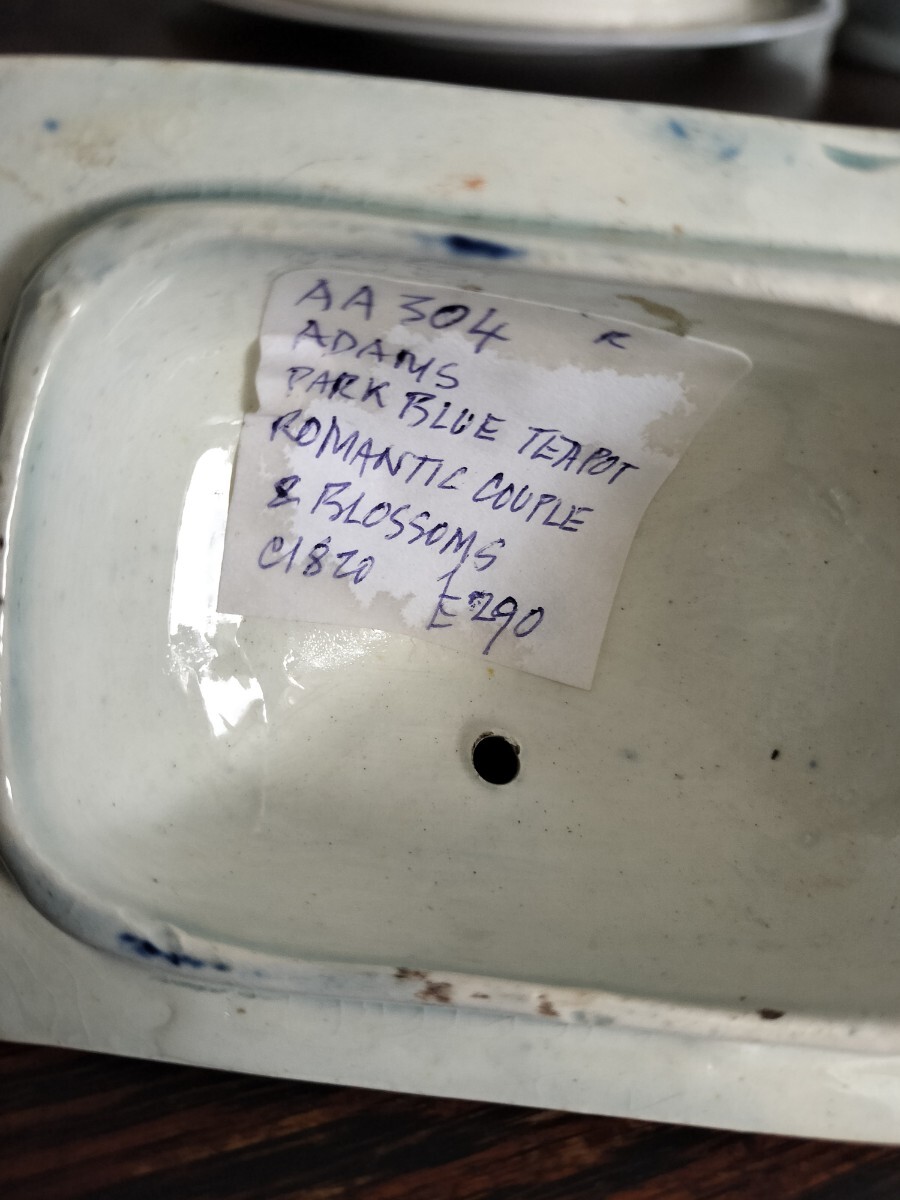 AA 304 R
ADAMS
DARK BLUE TEAPOT
ROMANTIC COUPLE
& BLOSSOMS
C1820 £290